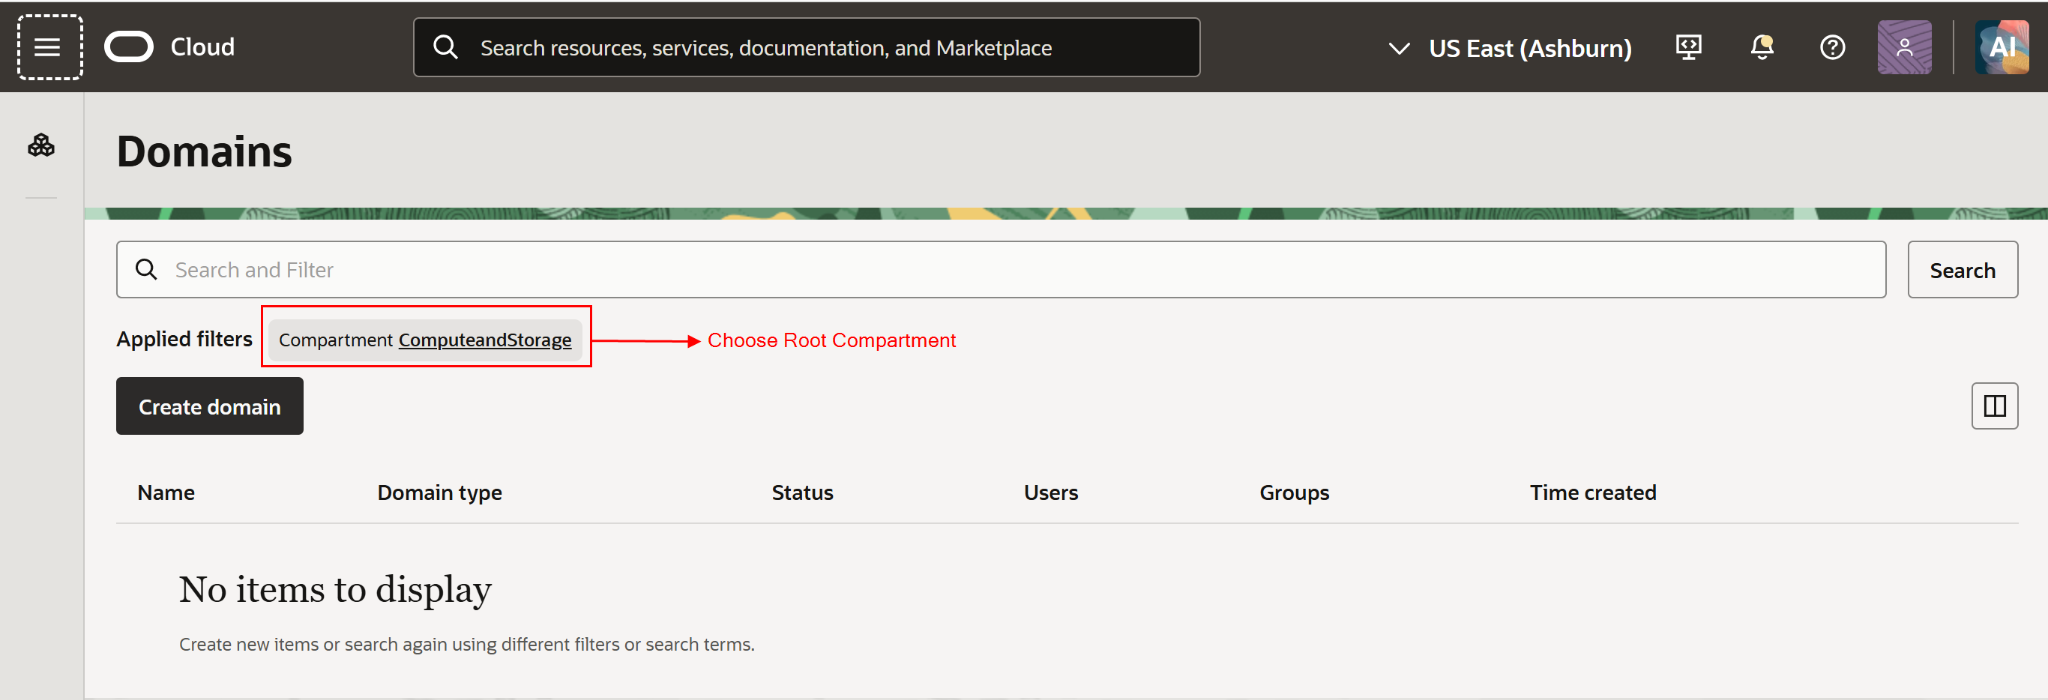 Cloud
Search resources, services, documentation, and Marketplace
US East (Ashburn)
AI
Domains
Search and Filter
Search
Applied filters
Compartment ComputeandStorage
Choose Root Compartment
Create domain
Name Domain type Status Users Groups Time created
No items to display
Create new items or search again using different filters or search terms.